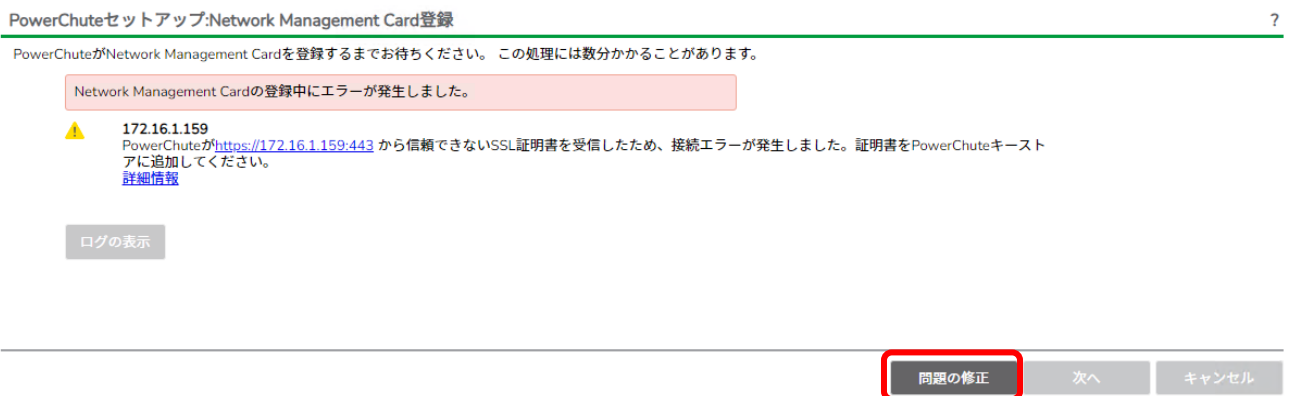 PowerChuteセットアップ:Network Management Card登録
?
PowerChuteがNetwork Management Cardを登録するまでお待ちください。 この処理には数分かかることがあります。
Network Management Cardの登録中にエラーが発生しました。
172.16.1.159
PowerChuteがhttps://172.16.1.159:443 から信頼できないSSL証明書を受信したため、接続エラーが発生しました。証明書をPowerChuteキースト
アに追加してください。
詳細情報
ログの表示
問題の修正
次へ
キャンセル